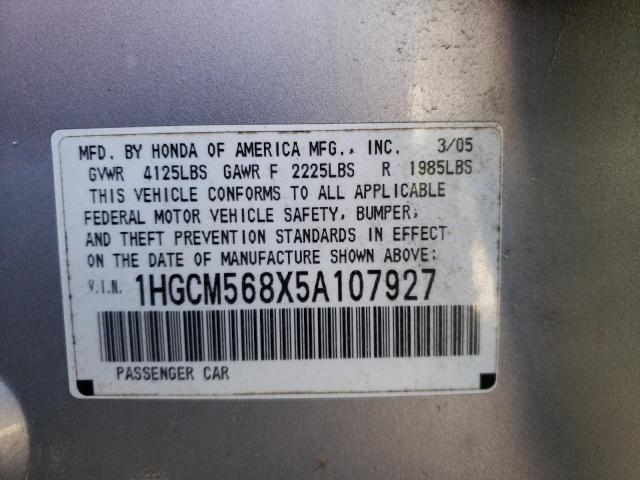 MFD. BY HONDA OF AMERICA MFG., INC. 3/05
GVWR 4125LBS GAWR F 2225LBS R 1985LBS
THIS VEHICLE CONFORMS TO ALL APPLICABLE
FEDERAL MOTOR VEHICLE SAFETY, BUMPER,
AND THEFT PREVENTION STANDARDS IN EFFECT
ON THE DATE OF MANUFACTURE SHOWN ABOVE:
V.I.N. 1HGCM568X5A107927
PASSENGER CAR